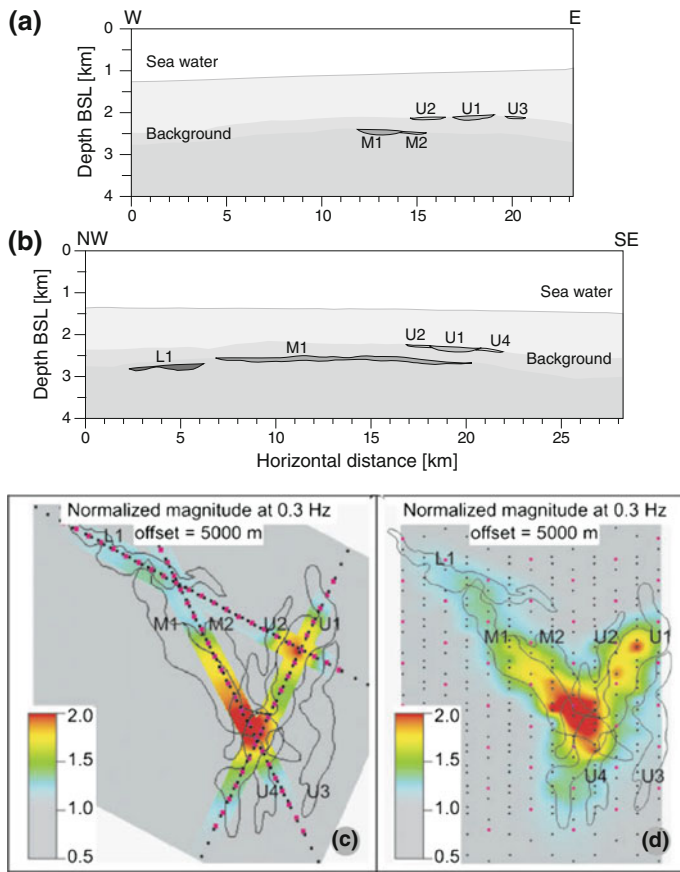 (a)
W E
0
Sea water
1
U2 U1 U3
2
Background
M1 M2
3
4
Depth BSL [km]
0 5 10 15 20
(b)
NW SE
0
1
Sea water
2
U2 U1 U4
L1 M1
Background
3
4
Depth BSL [km]
0 5 10 15 20 25
Horizontal distance [km]
Normalized magnitude at 0.3 Hz
offset = 5000 m
L1
M1 M2 U2 U1
2.0
1.5
1.0
0.5
U4 U3
(c)
Normalized magnitude at 0.3 Hz
offset = 5000 m
L1
M1 M2 U2 U1
2.0
1.5
1.0
0.5
U4 U3
(d)